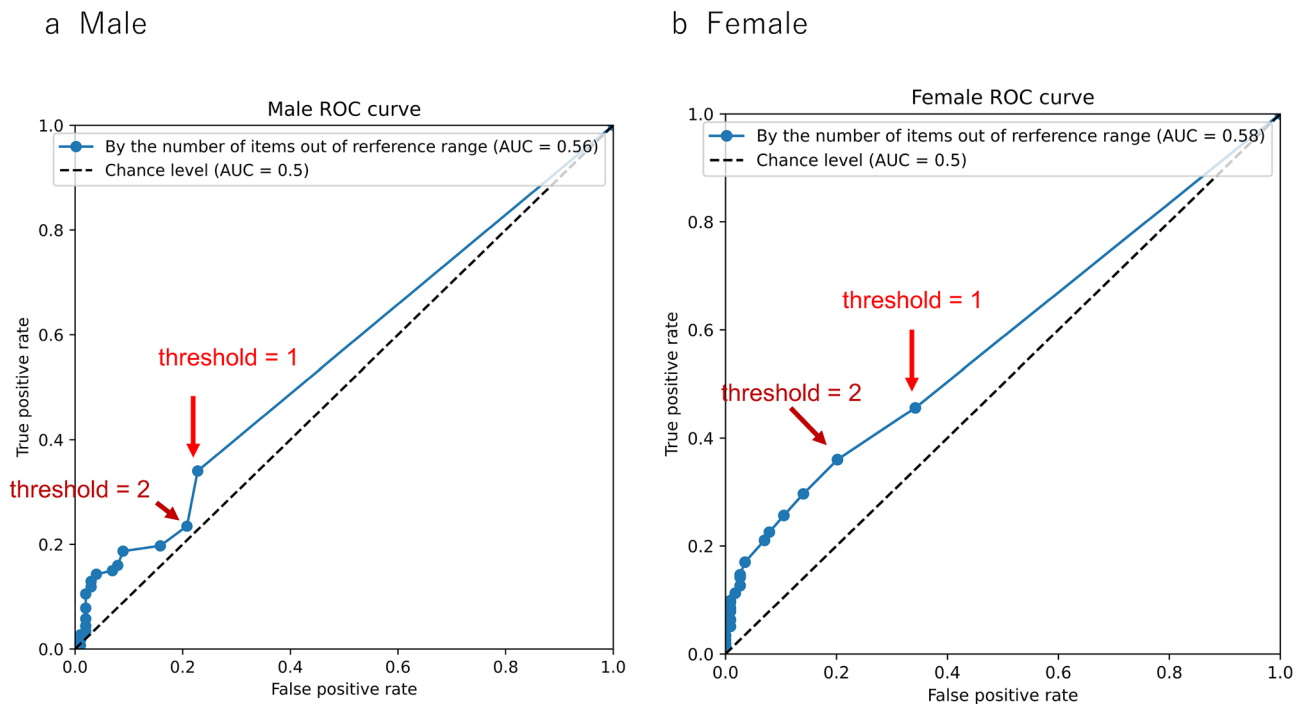 a Male
Male ROC curve
By the number of items out of rerference range (AUC = 0.56)
Chance level (AUC = 0.5)
threshold = 1
threshold = 2
True positive rate
1.0
0.8
0.6
0.4
0.2
0.0
0.0 0.2 0.4 0.6 0.8 1.0
False positive rate
b Female
Female ROC curve
By the number of items out of rerference range (AUC = 0.58)
Chance level (AUC = 0.5)
threshold = 1
threshold = 2
True positive rate
1.0
0.8
0.6
0.4
0.2
0.0
0.0 0.2 0.4 0.6 0.8 1.0
False positive rate